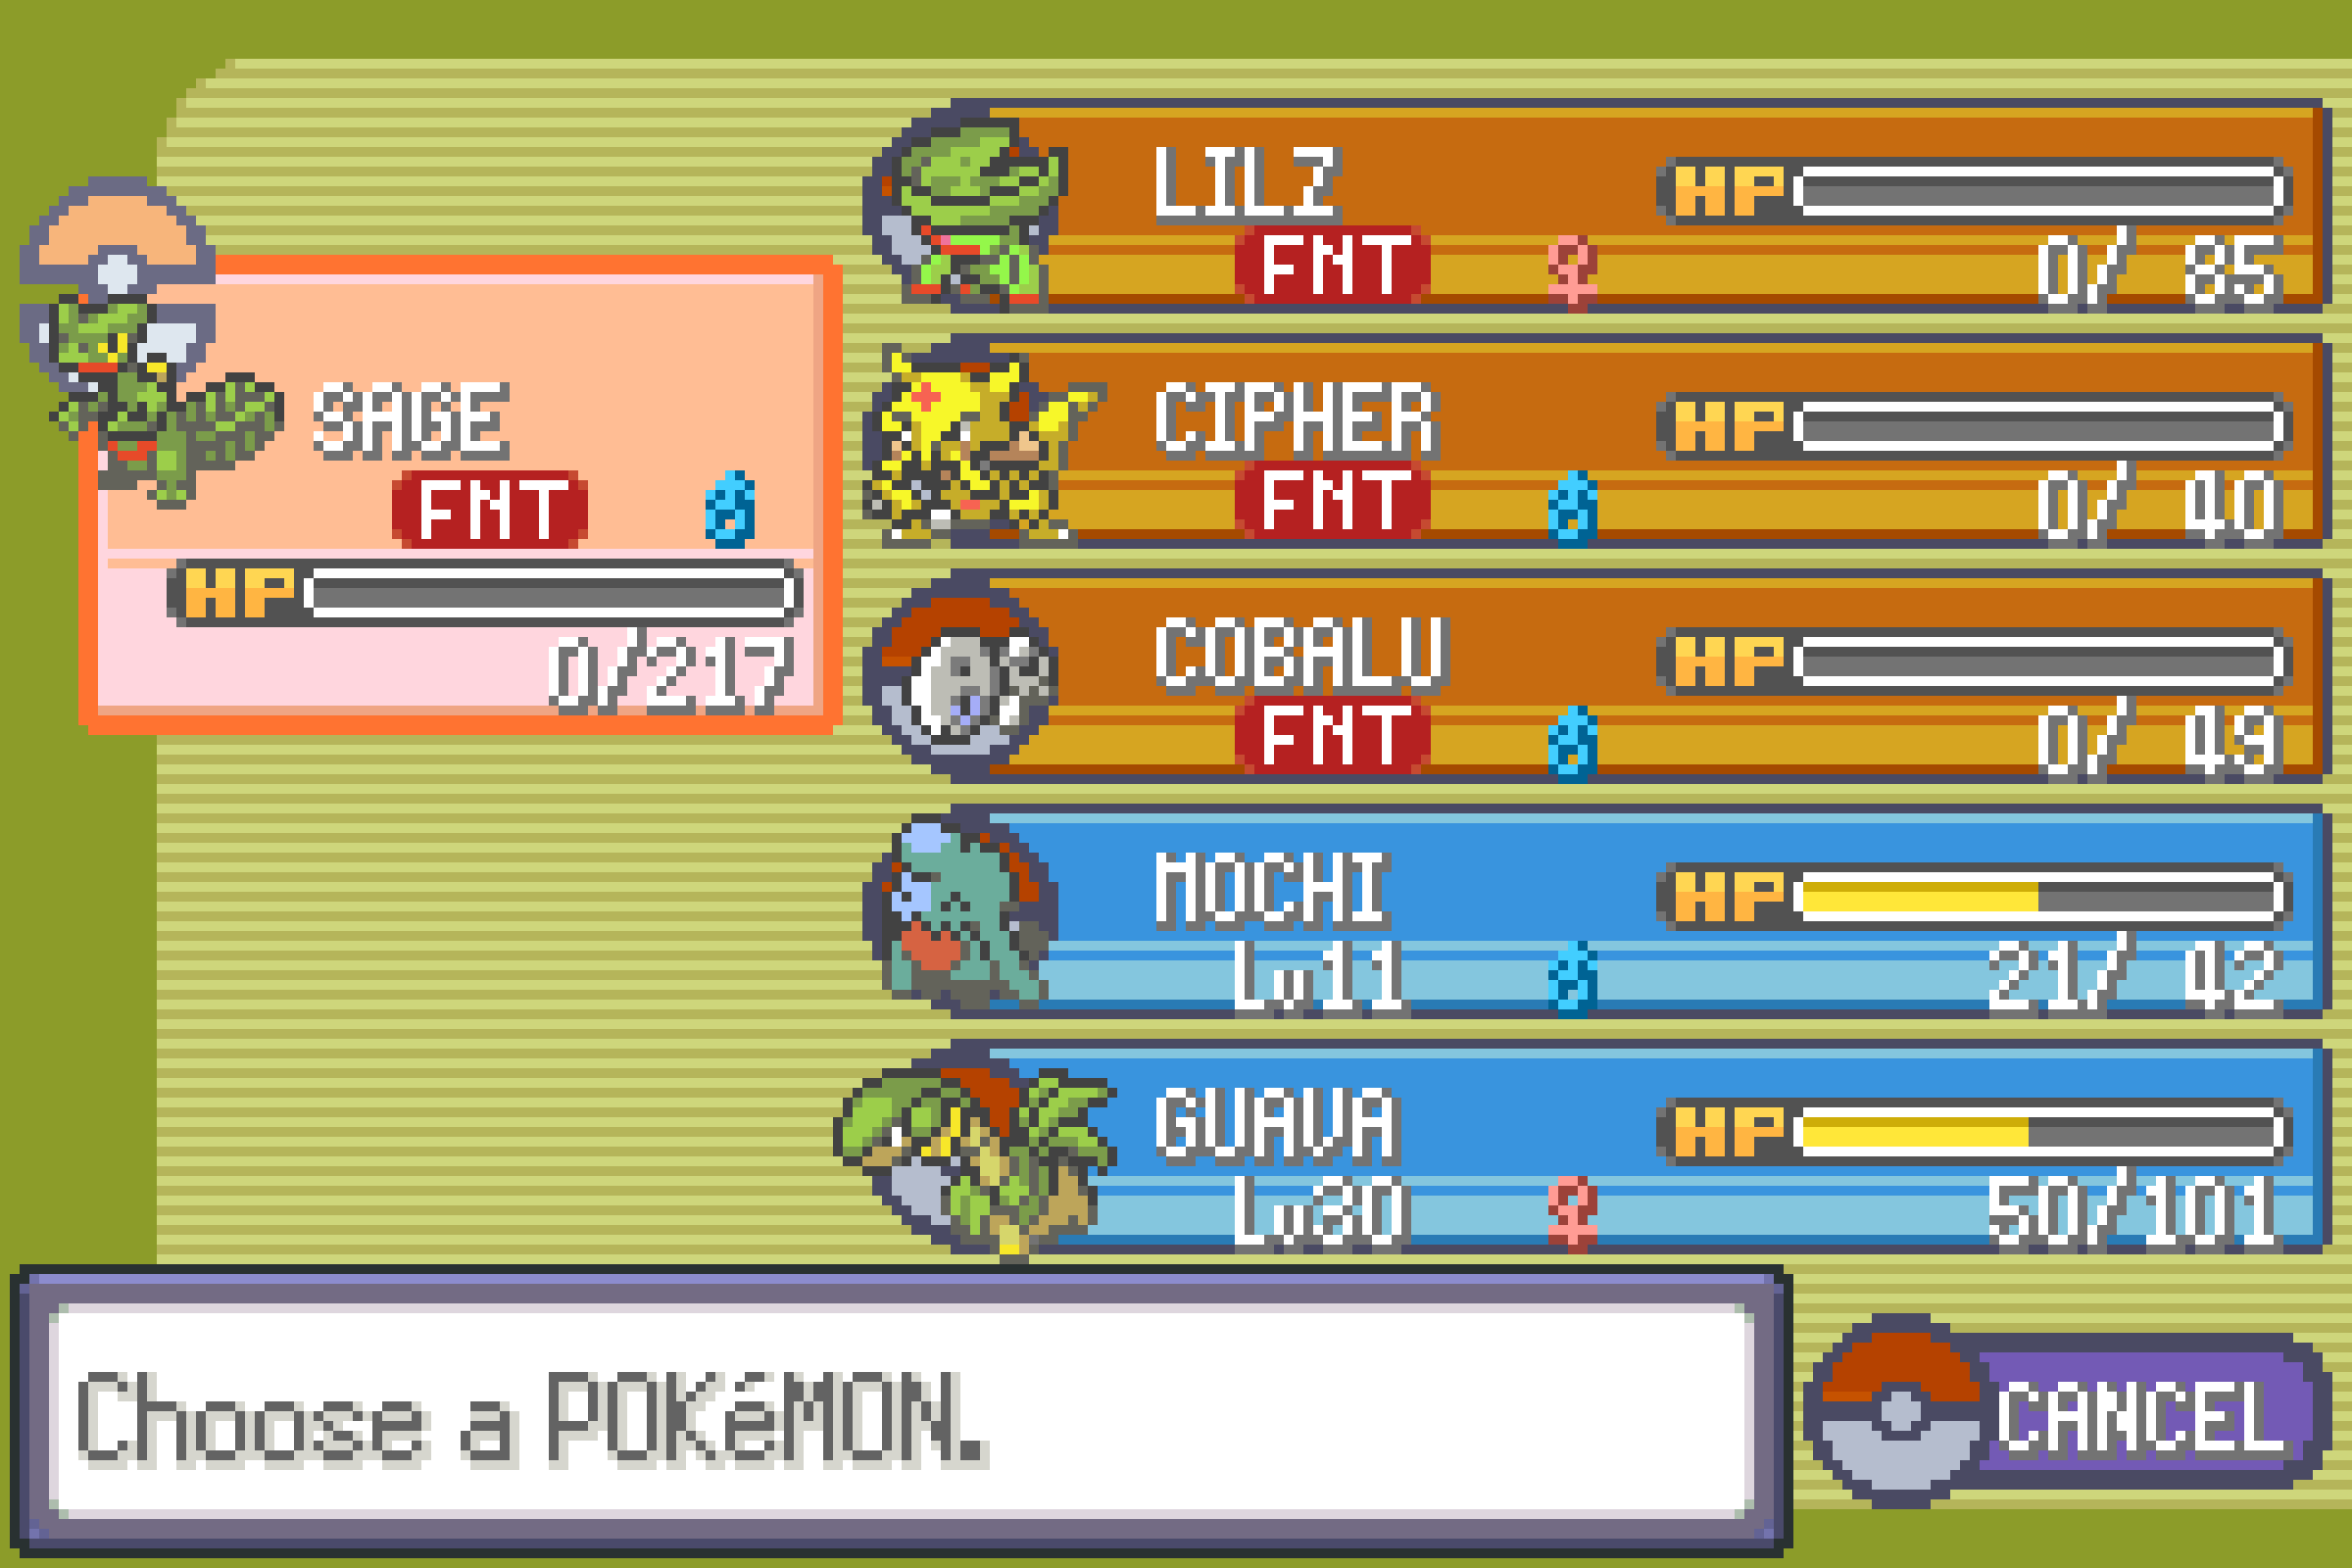 SAGE
FNT ♂
HP
0/217
LILZ HP
FNT ♀ 0/ 85
CIPHER HP
FNT ♂ 0/ 40
COBALU HP
FNT ♂ 0/ 49
MOCHI HP
Lv11 ♂ 21/ 42
GUAVA HP
Lv30 ♀ 50/101
Choose a POKéMON.
CANCEL